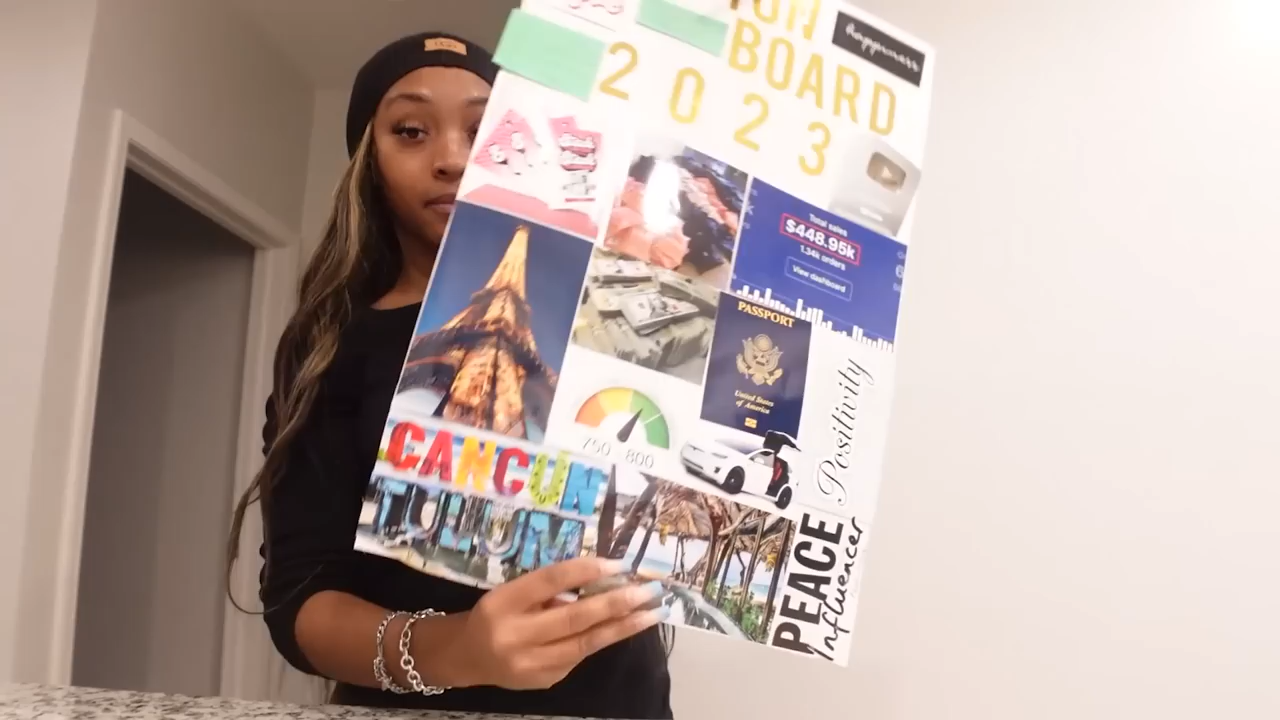 BOARD
happiness
2023
Total sales
$448.95k
1.34k orders
View dashboard
PASSPORT
United States
of America
750 800
Positivity
CANCUN
TULUM
PEACE
Influencer